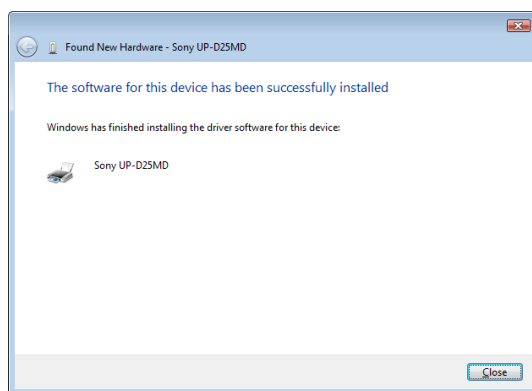 Found New Hardware - Sony UP-D25MD
The software for this device has been successfully installed
Windows has finished installing the driver software for this device:
Sony UP-D25MD
Close